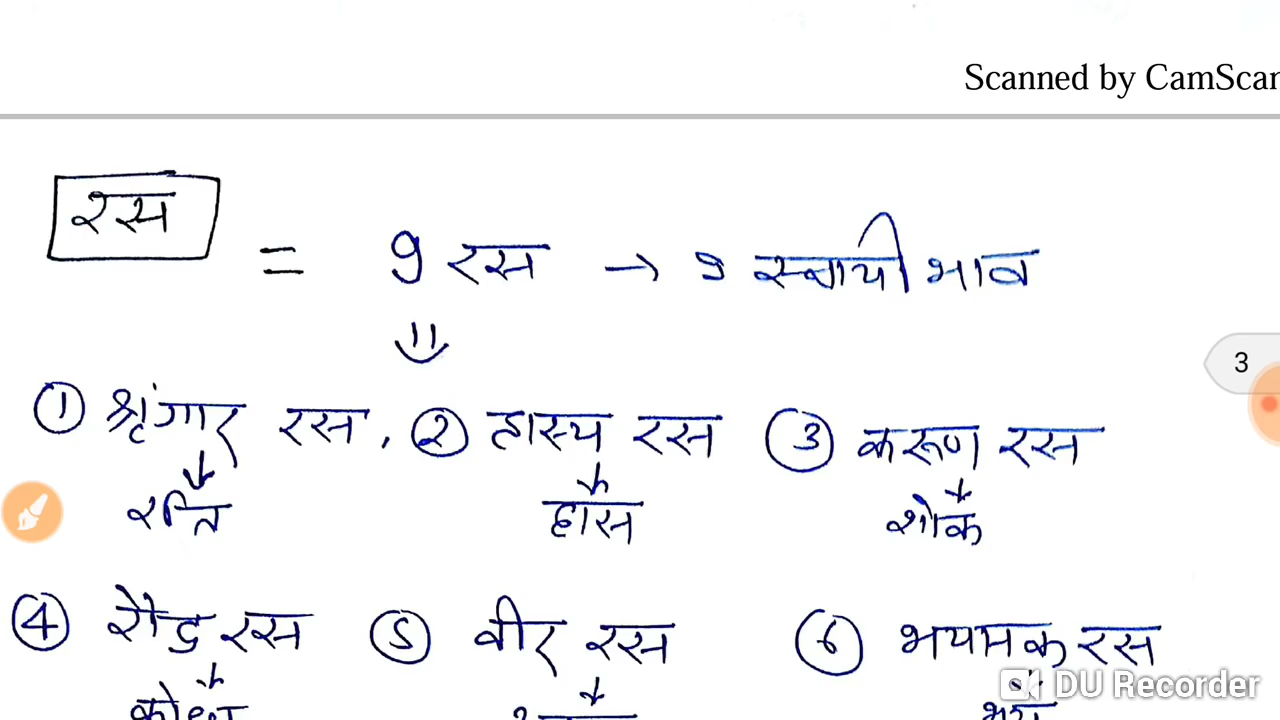 Scanned by CamScan
रस
= 9 रस → 9 स्थायी भाव
3
① श्रृंगार रस, ② हास्य रस ③ करूण रस
↓ ↓ ↓
रति हास शोक
④ रौद्र रस ⑤ वीर रस ⑥ भयानक रस
↓ ↓ ↓
DU Recorder